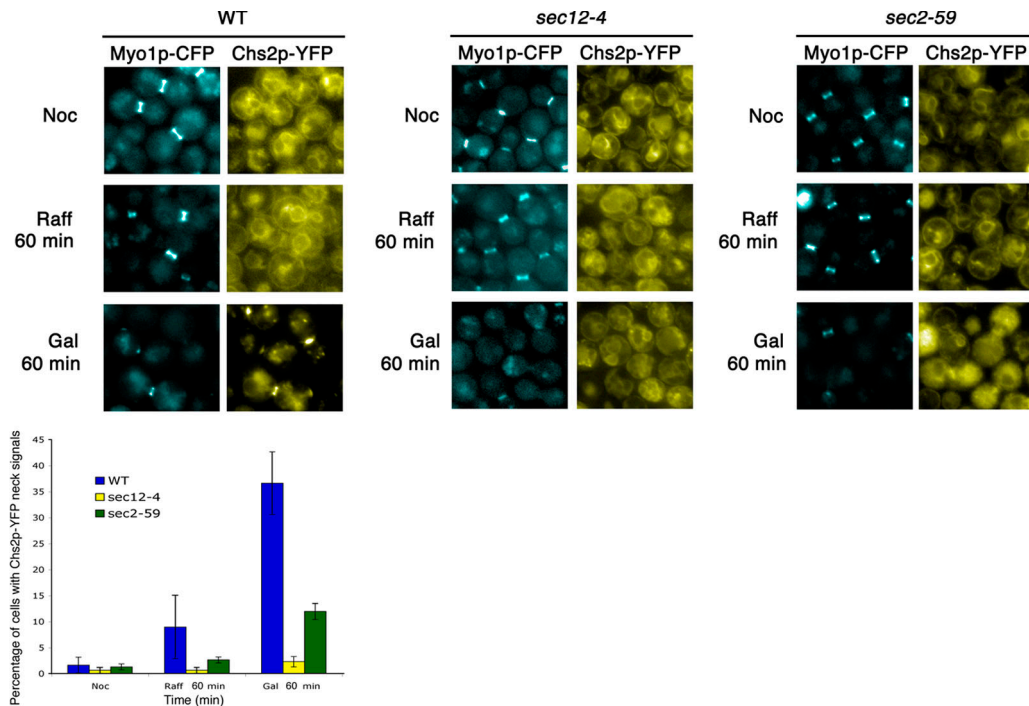 WT
sec12-4
sec2-59
Myo1p-CFP Chs2p-YFP
Myo1p-CFP Chs2p-YFP
Myo1p-CFP Chs2p-YFP
Noc
Noc
Noc
Raff
60 min
Raff
60 min
Raff
60 min
Gal
60 min
Gal
60 min
Gal
60 min
Percentage of cells with Chs2p-YFP neck signals
45
40
35
30
25
20
15
10
5
0
WT
sec12-4
sec2-59
Noc Raff 60 min Gal 60 min
Time (min)